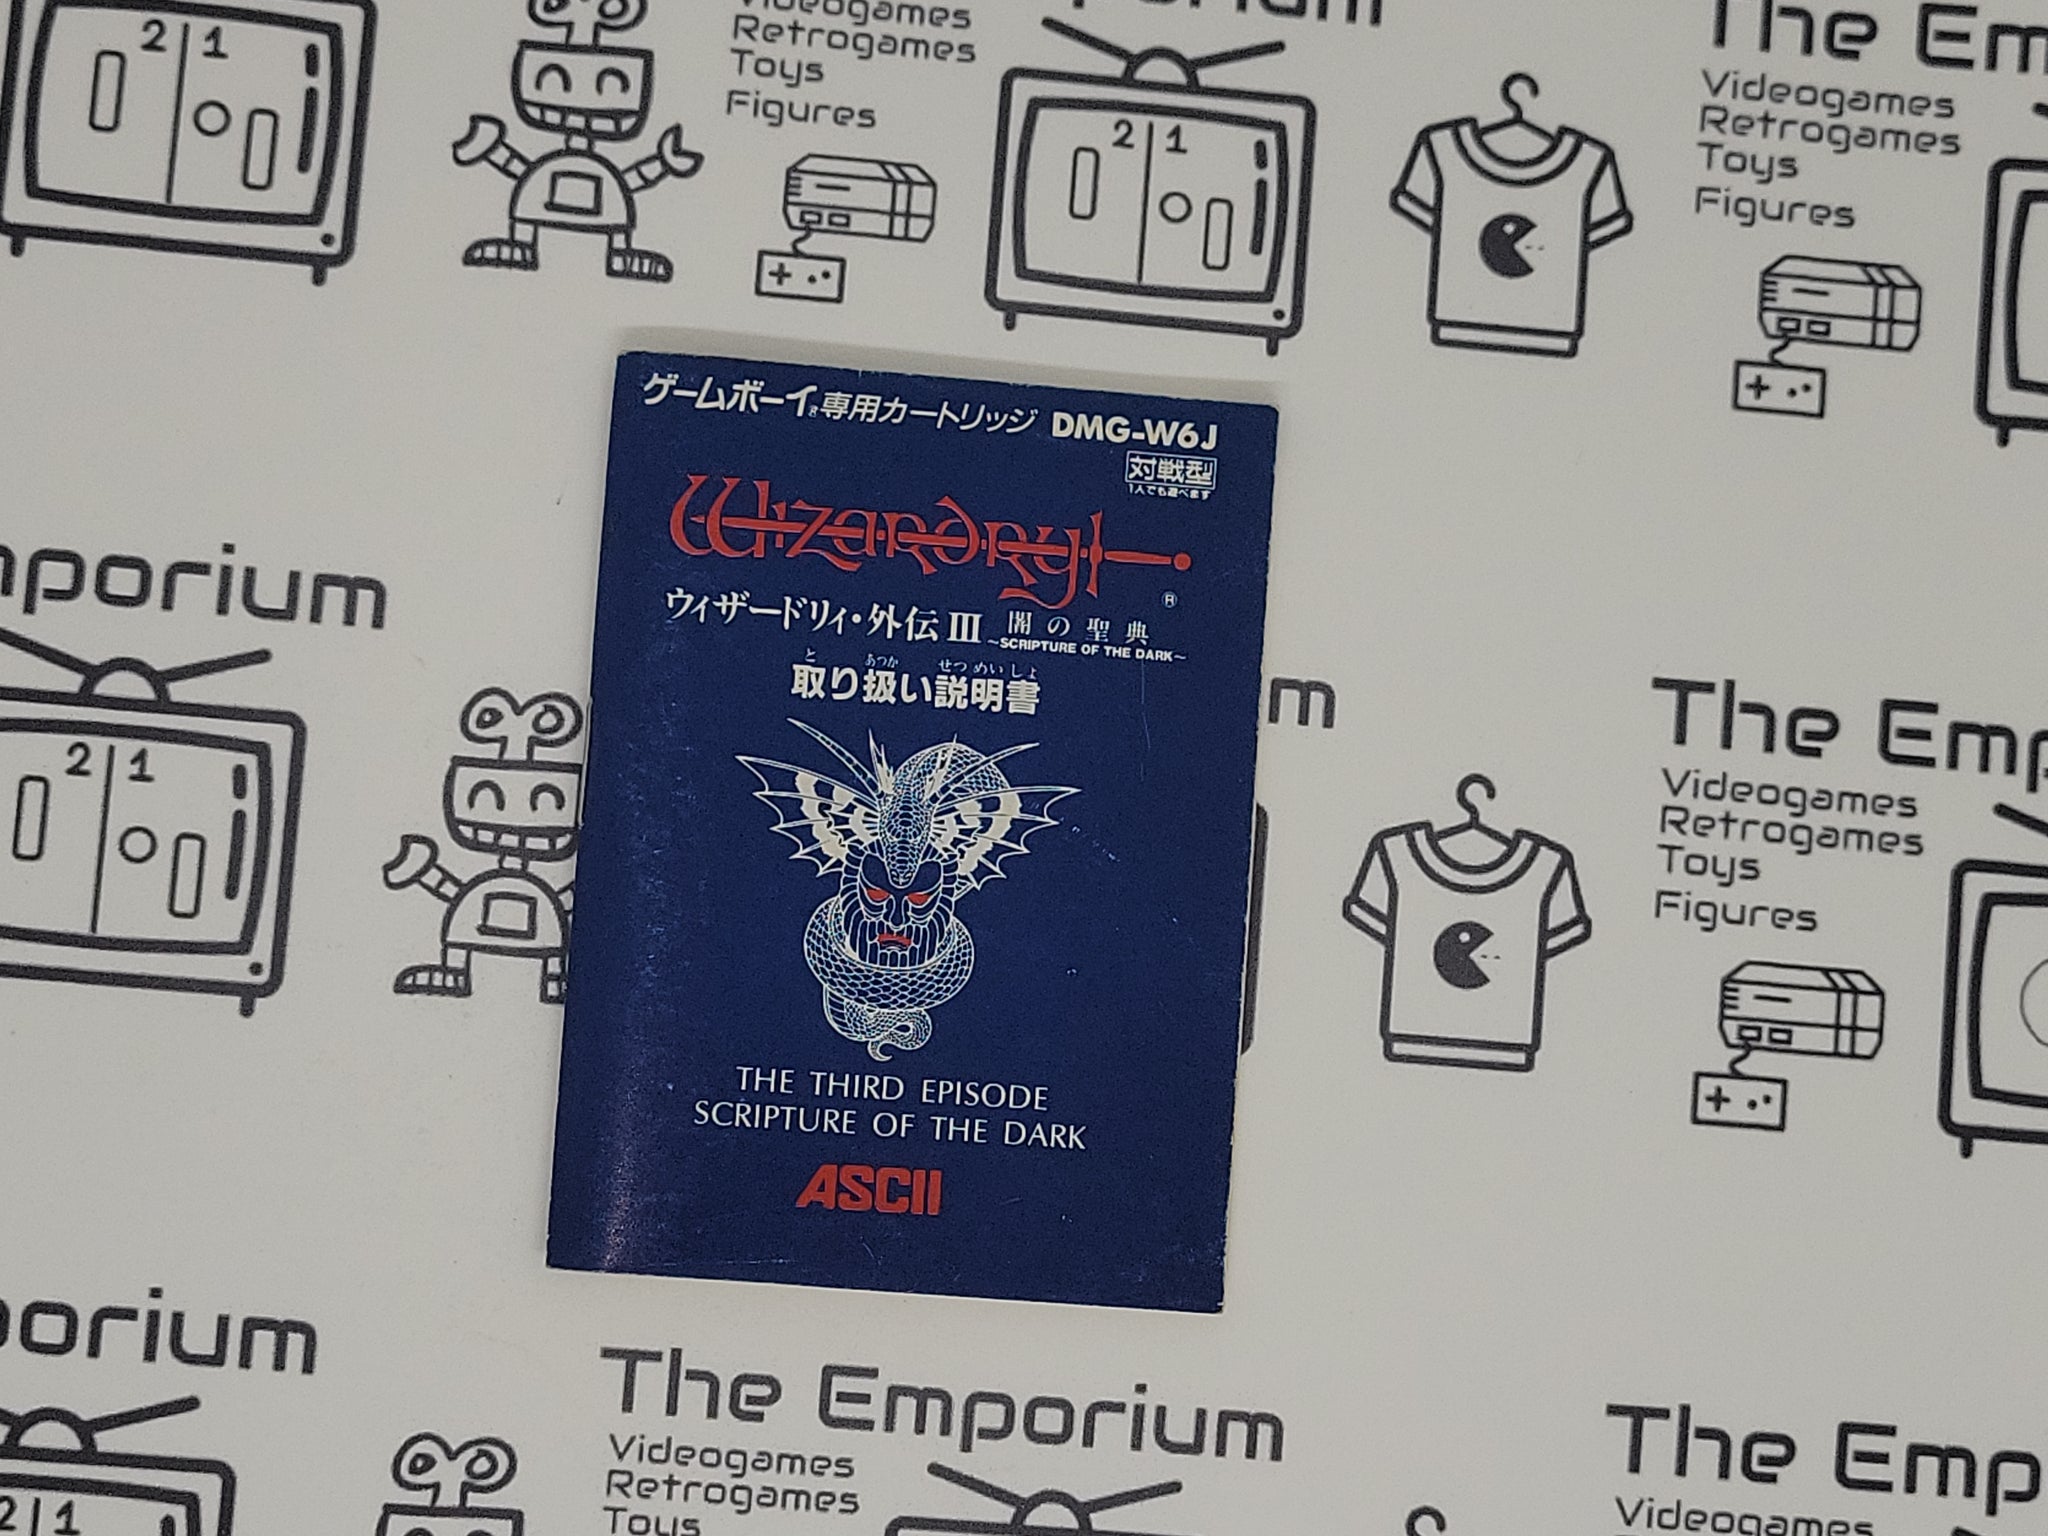 2 1
Videogames
Retrogames
Toys
Figures
2 1
The Em
Videogames
Retrogames
Toys
Figures
ゲームボーイ® 専用カートリッジ DMG-W6J
対戦型
1人でも遊べます
Wizardry
®
ウィザードリィ・外伝 III 闇の聖典
~SCRIPTURE OF THE DARK~
と あつか せつ めい しょ
取り扱い説明書
THE THIRD EPISODE
SCRIPTURE OF THE DARK
ASCII
mporium
2 1
m
The Emp
Videogames
Retrogames
Toys
Figures
porium
The Emporium
Videogames
Retrogames
Toys
2 1
The Emp
Videogames